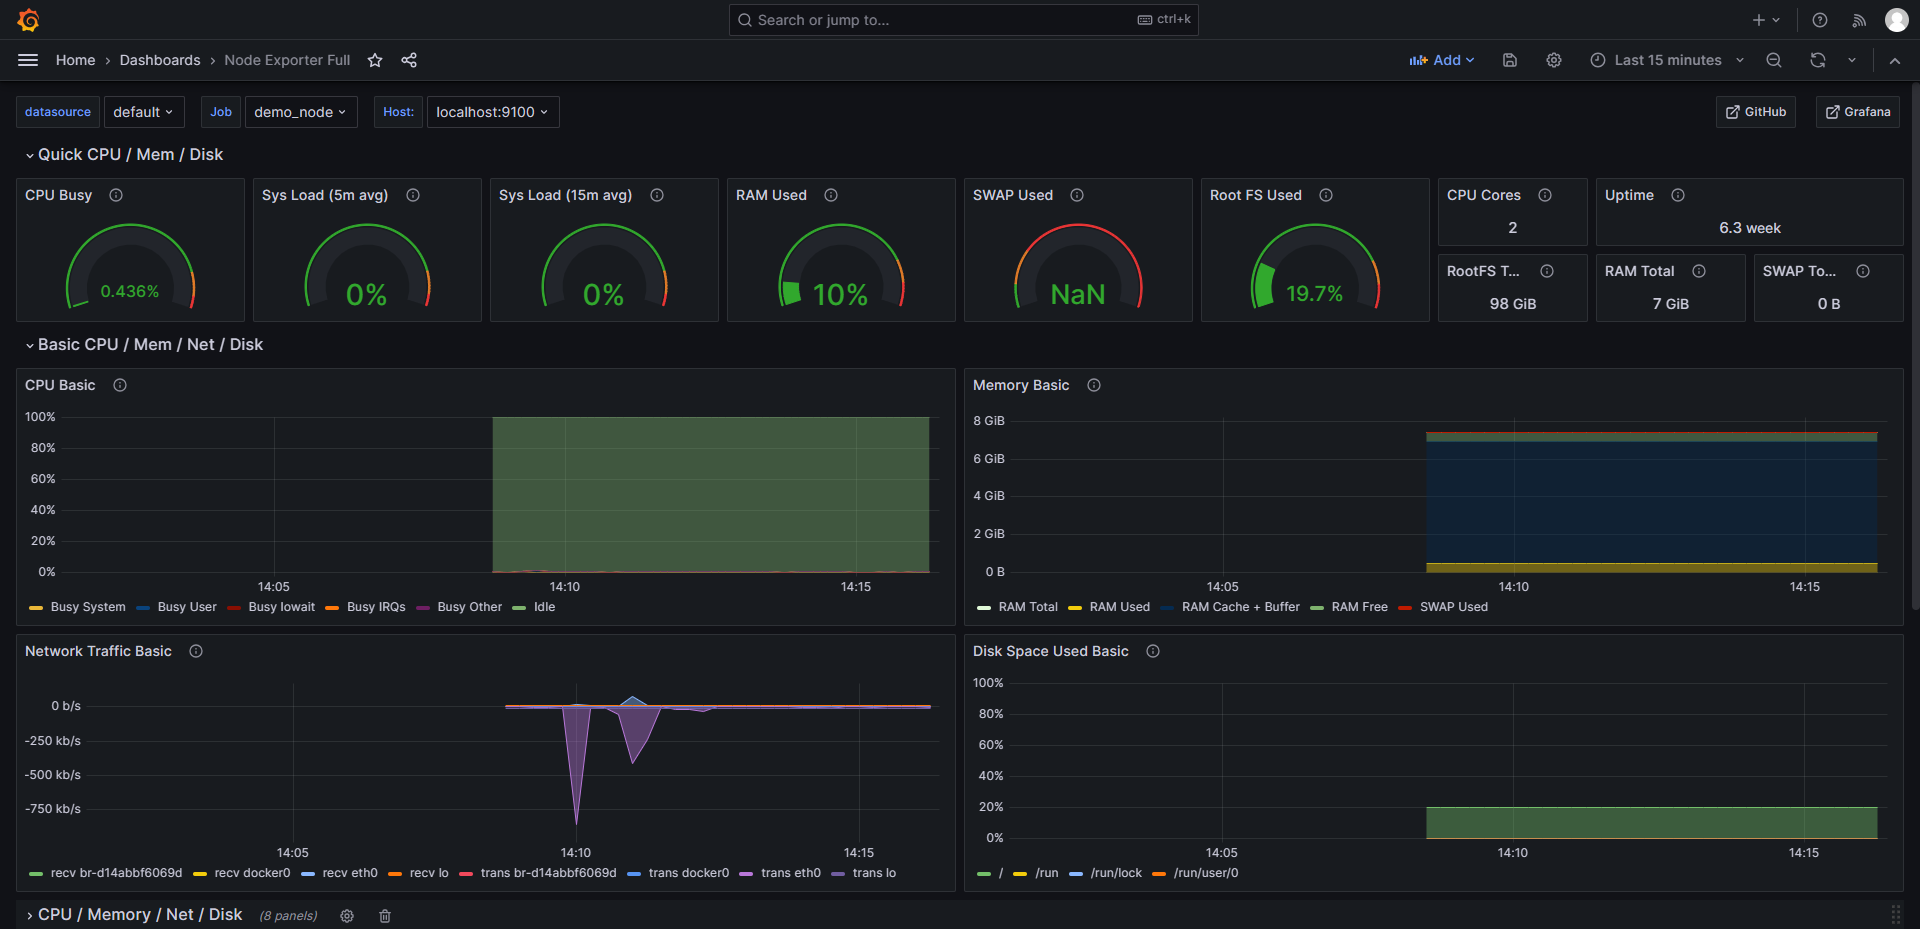 Search or jump to...
ctrl+k
Home › Dashboards › Node Exporter Full
Add
Last 15 minutes
datasource default Job demo_node Host: localhost:9100
GitHub
Grafana
Quick CPU / Mem / Disk
CPU Busy
0.436%
Sys Load (5m avg)
0%
Sys Load (15m avg)
0%
RAM Used
10%
SWAP Used
NaN
Root FS Used
19.7%
CPU Cores
2
Uptime
6.3 week
RootFS T...
98 GiB
RAM Total
7 GiB
SWAP To...
0 B
Basic CPU / Mem / Net / Disk
CPU Basic
100%
80%
60%
40%
20%
0%
14:05 14:10 14:15
Busy System Busy User Busy Iowait Busy IRQs Busy Other Idle
Memory Basic
8 GiB
6 GiB
4 GiB
2 GiB
0 B
14:05 14:10 14:15
RAM Total RAM Used RAM Cache + Buffer RAM Free SWAP Used
Network Traffic Basic
0 b/s
-250 kb/s
-500 kb/s
-750 kb/s
14:05 14:10 14:15
recv br-d14abbf6069d recv docker0 recv eth0 recv lo trans br-d14abbf6069d trans docker0 trans eth0 trans lo
Disk Space Used Basic
100%
80%
60%
40%
20%
0%
14:05 14:10 14:15
/ /run /run/lock /run/user/0
CPU / Memory / Net / Disk (8 panels)